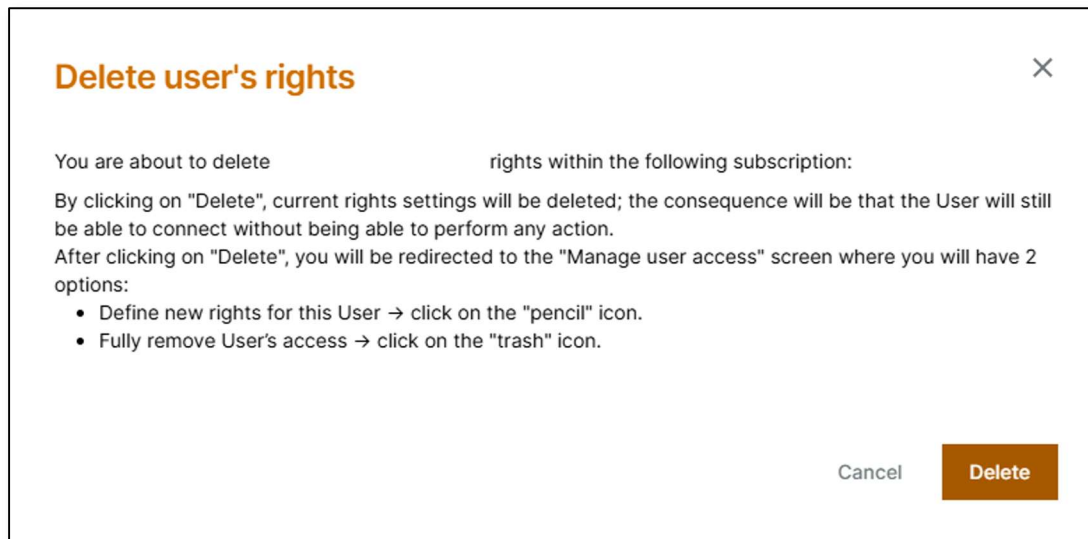 Delete user's rights
You are about to delete rights within the following subscription:
By clicking on "Delete", current rights settings will be deleted; the consequence will be that the User will still
be able to connect without being able to perform any action.
After clicking on "Delete", you will be redirected to the "Manage user access" screen where you will have 2
options:
• Define new rights for this User → click on the "pencil" icon.
• Fully remove User’s access → click on the "trash" icon.
Cancel Delete